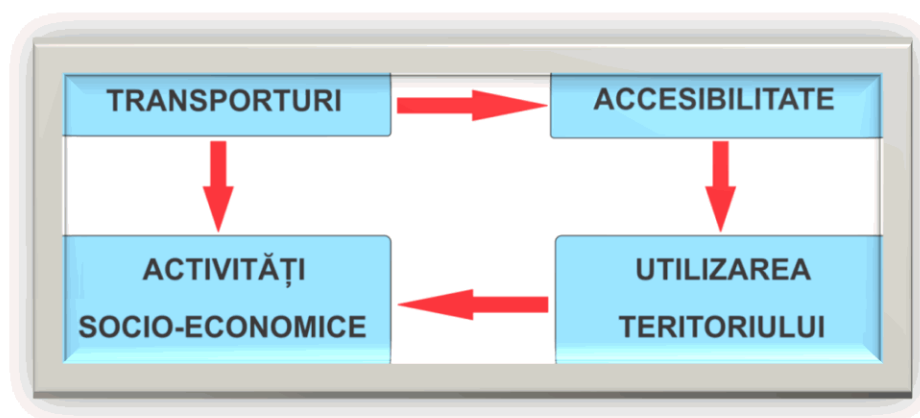 TRANSPORTURI
ACCESIBILITATE
ACTIVITĂȚI
SOCIO-ECONOMICE
UTILIZAREA
TERITORIULUI